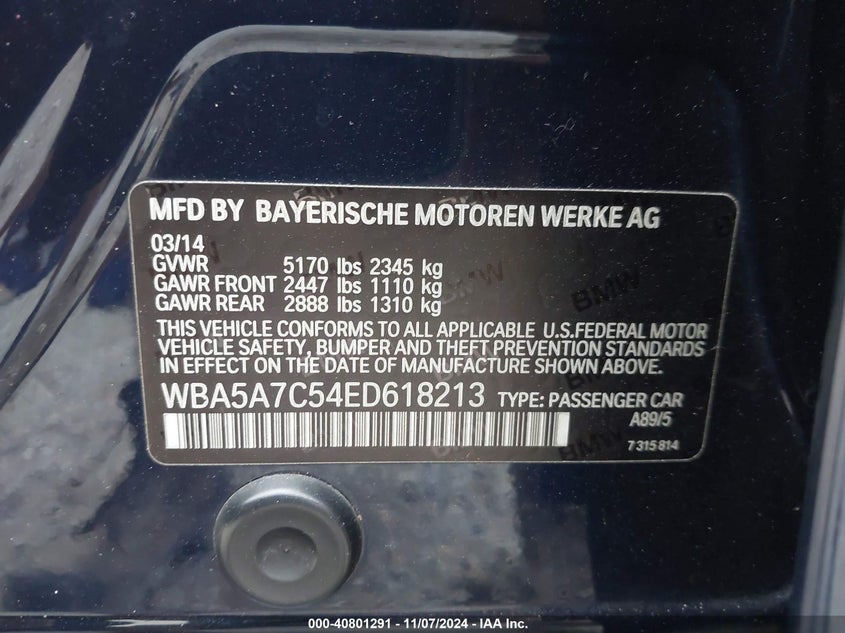 MFD BY BAYERISCHE MOTOREN WERKE AG
03/14
GVWR 5170 lbs 2345 kg
GAWR FRONT 2447 lbs 1110 kg
GAWR REAR 2888 lbs 1310 kg
THIS VEHICLE CONFORMS TO ALL APPLICABLE U.S.FEDERAL MOTOR
VEHICLE SAFETY, BUMPER AND THEFT PREVENTION STANDARDS
IN EFFECT ON THE DATE OF MANUFACTURE SHOWN ABOVE.
WBA5A7C54ED618213 TYPE: PASSENGER CAR
A89/5
7 315 814
BMW
BMW
BMW
000-40801291 - 11/07/2024 - IAA Inc.